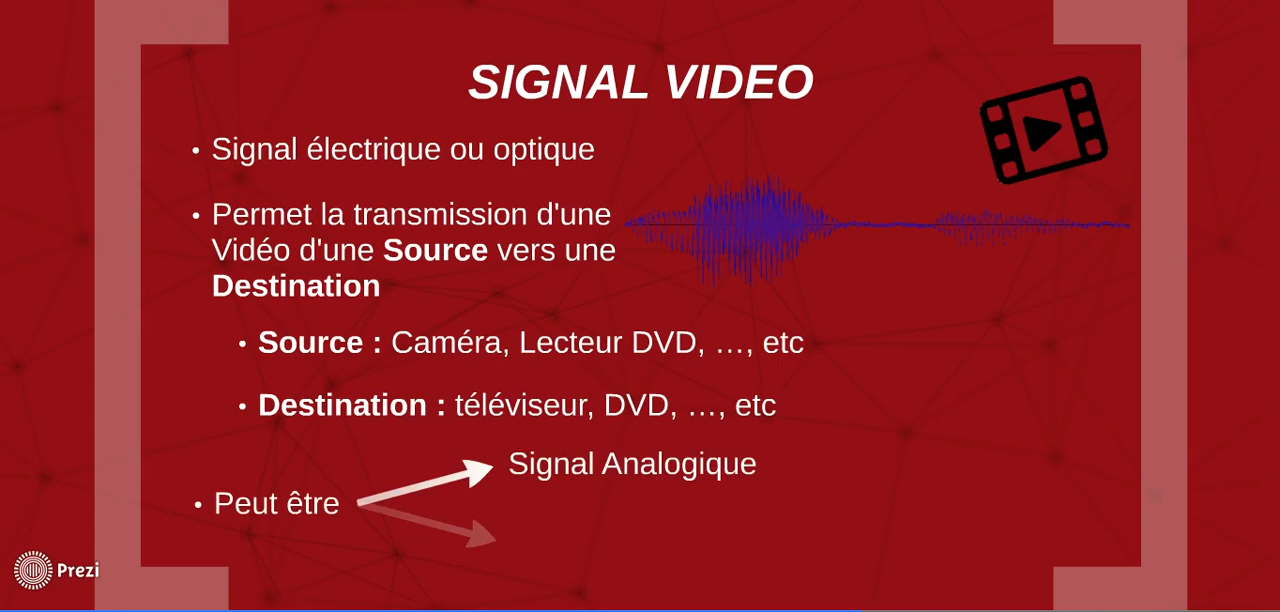 SIGNAL VIDEO
• Signal électrique ou optique
• Permet la transmission d'une
Vidéo d'une Source vers une
Destination
• Source : Caméra, Lecteur DVD, …, etc
• Destination : téléviseur, DVD, …, etc
Signal Analogique
• Peut être
Prezi